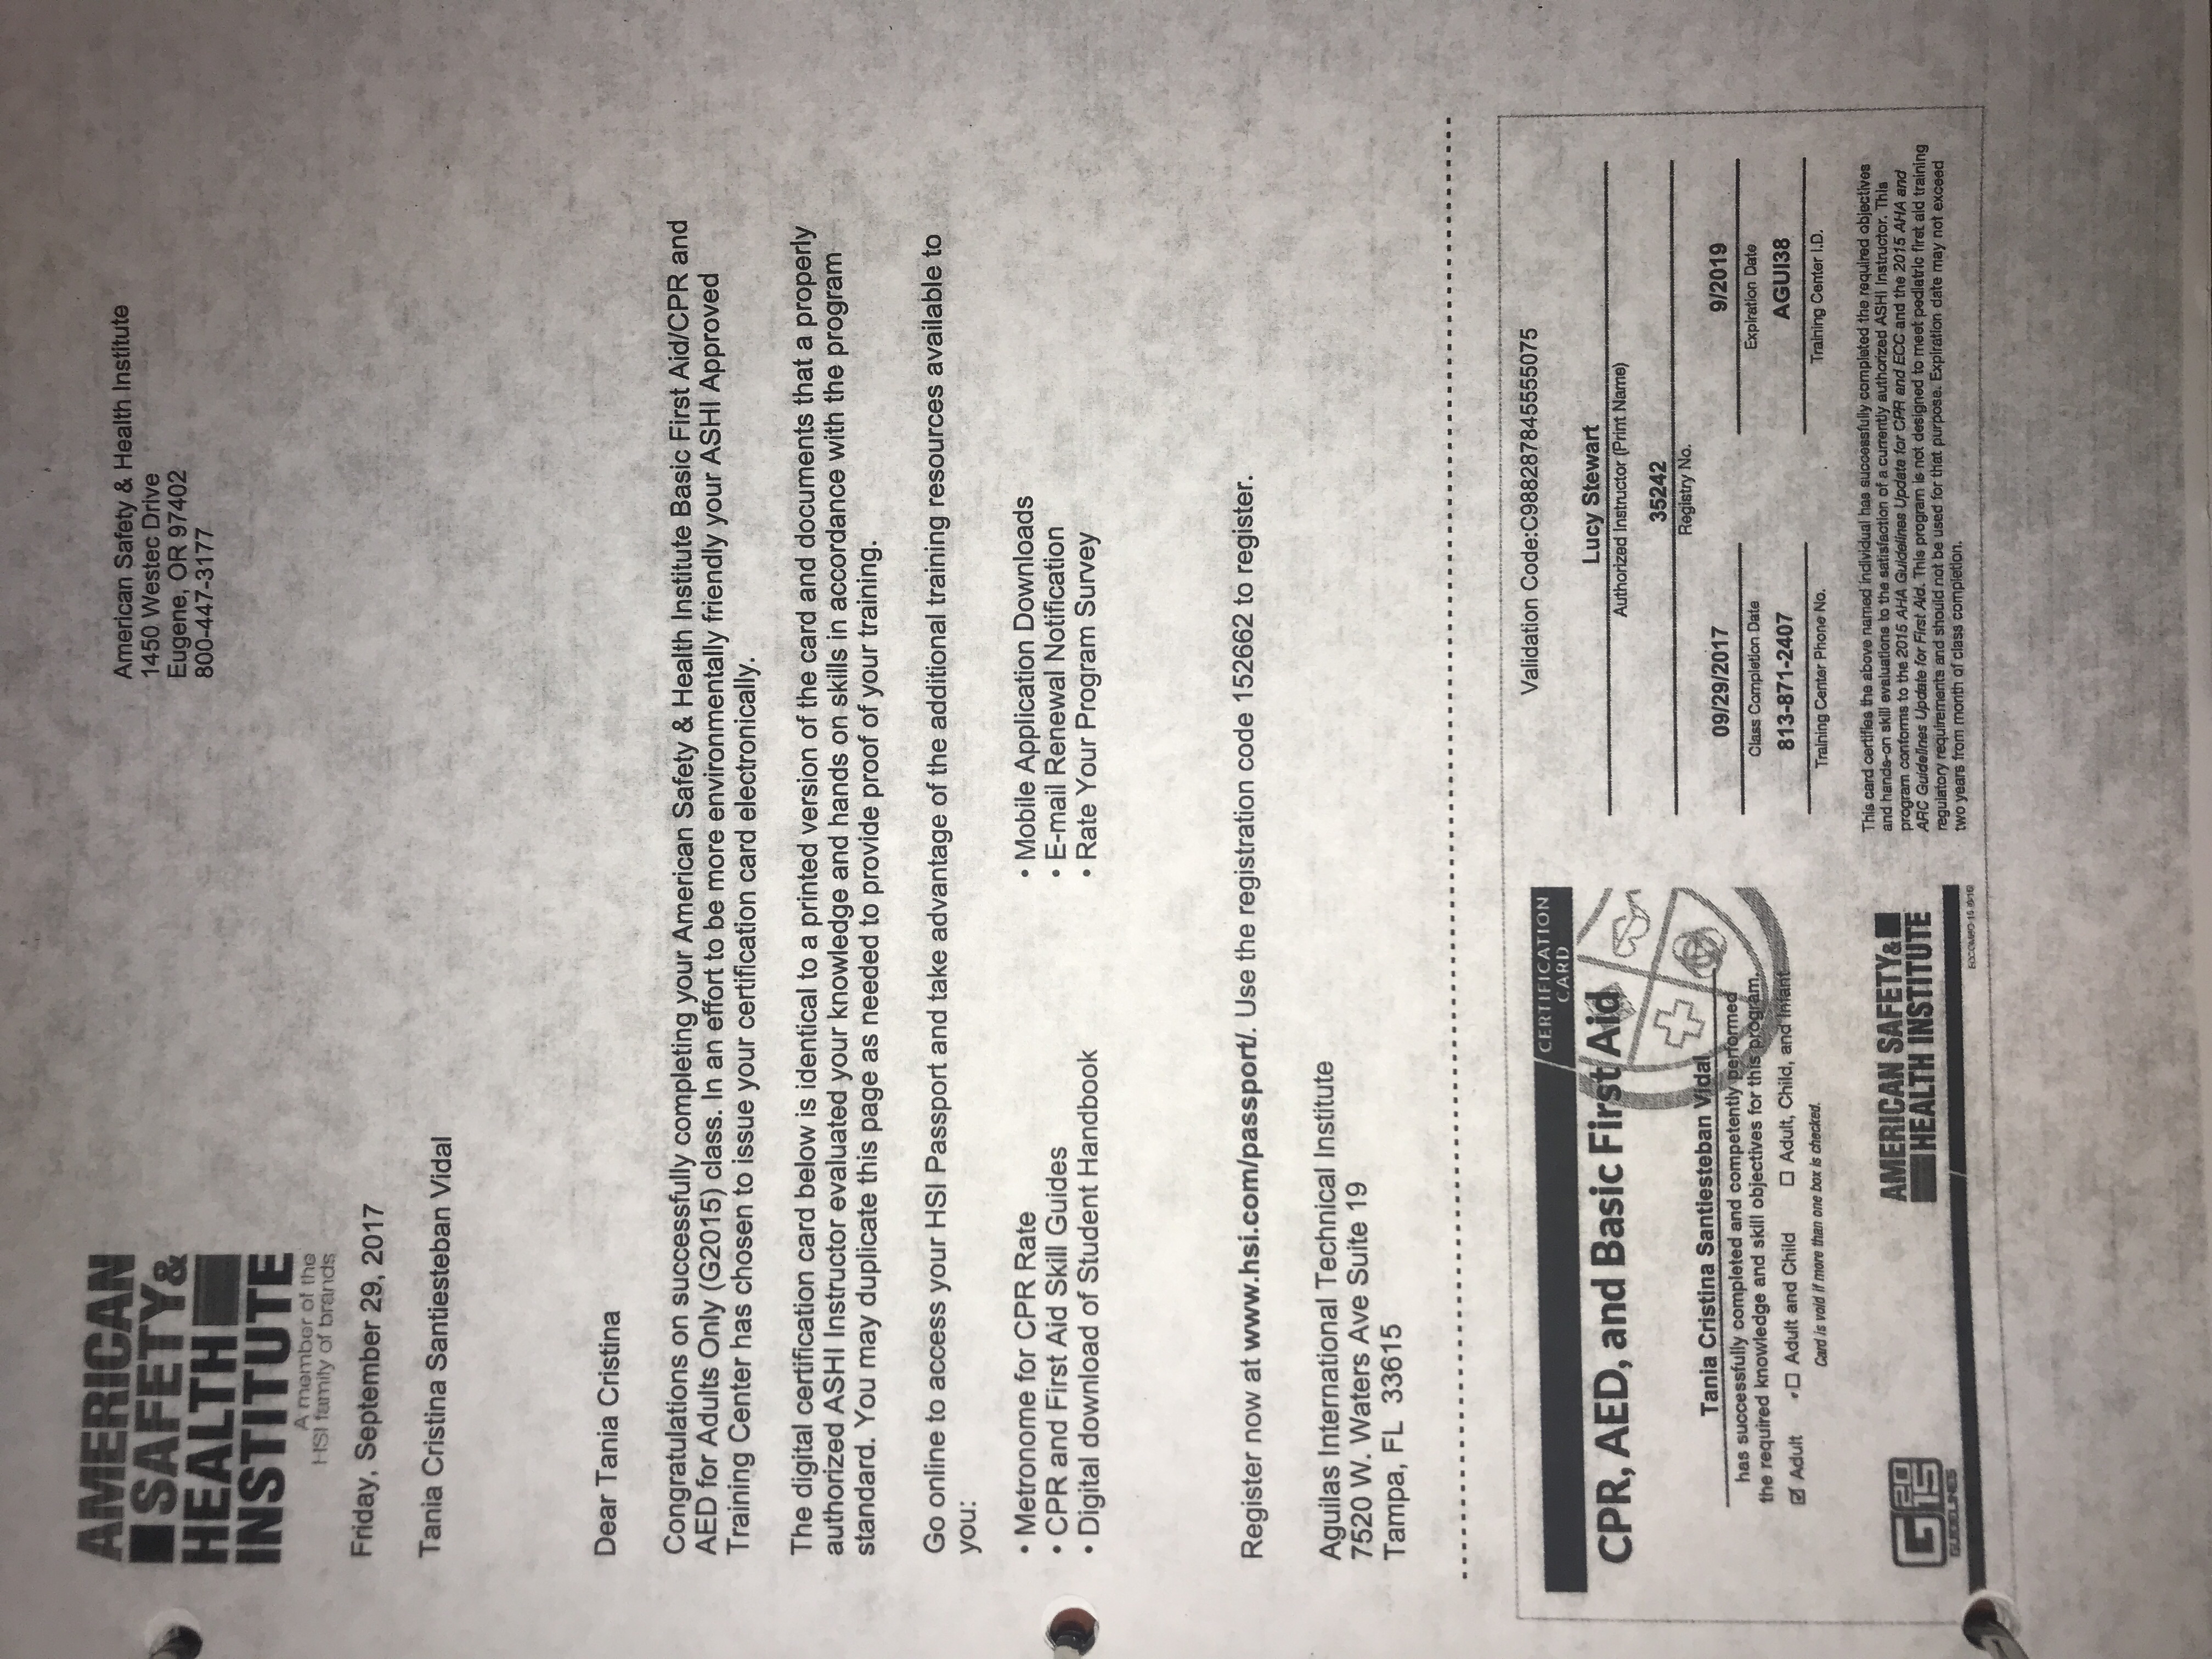 AMERICAN
SAFETY&
HEALTH
INSTITUTE
A member of the
HSI family of brands
American Safety & Health Institute
1450 Westec Drive
Eugene, OR 97402
800-447-3177
Friday, September 29, 2017
Tania Cristina Santiesteban Vidal
Dear Tania Cristina
Congratulations on successfully completing your American Safety & Health Institute Basic First Aid/CPR and
AED for Adults Only (G2015) class. In an effort to be more environmentally friendly your ASHI Approved
Training Center has chosen to issue your certification card electronically.
The digital certification card below is identical to a printed version of the card and documents that a properly
authorized ASHI Instructor evaluated your knowledge and hands on skills in accordance with the program
standard. You may duplicate this page as needed to provide proof of your training.
Go online to access your HSI Passport and take advantage of the additional training resources available to
you:
• Metronome for CPR Rate
• CPR and First Aid Skill Guides
• Digital download of Student Handbook
• Mobile Application Downloads
• E-mail Renewal Notification
• Rate Your Program Survey
Register now at www.hsi.com/passport/. Use the registration code 152662 to register.
Aguilas International Technical Institute
7520 W. Waters Ave Suite 19
Tampa, FL 33615
CERTIFICATION
CARD
CPR, AED, and Basic First Aid
Tania Cristina Santiesteban Vidal
has successfully completed and competently performed
the required knowledge and skill objectives for this program.
☑ Adult ☐ Adult and Child ☐ Adult, Child, and Infant
Card is void if more than one box is checked.
G 2015
GUIDELINES
AMERICAN SAFETY&
HEALTH INSTITUTE
Validation Code:C988287845555075
Lucy Stewart
Authorized Instructor (Print Name)
35242
Registry No.
09/29/2017 9/2019
Class Completion Date Expiration Date
813-871-2407 AGUI38
Training Center Phone No. Training Center I.D.
This card certifies the above named individual has successfully completed the required objectives
and hands-on skill evaluations to the satisfaction of a currently authorized ASHI Instructor. This
program conforms to the 2015 AHA Guidelines Update for CPR and ECC and the 2015 AHA and
ARC Guidelines Update for First Aid. This program is not designed to meet pediatric first aid training
regulatory requirements and should not be used for that purpose. Expiration date may not exceed
two years from month of class completion.